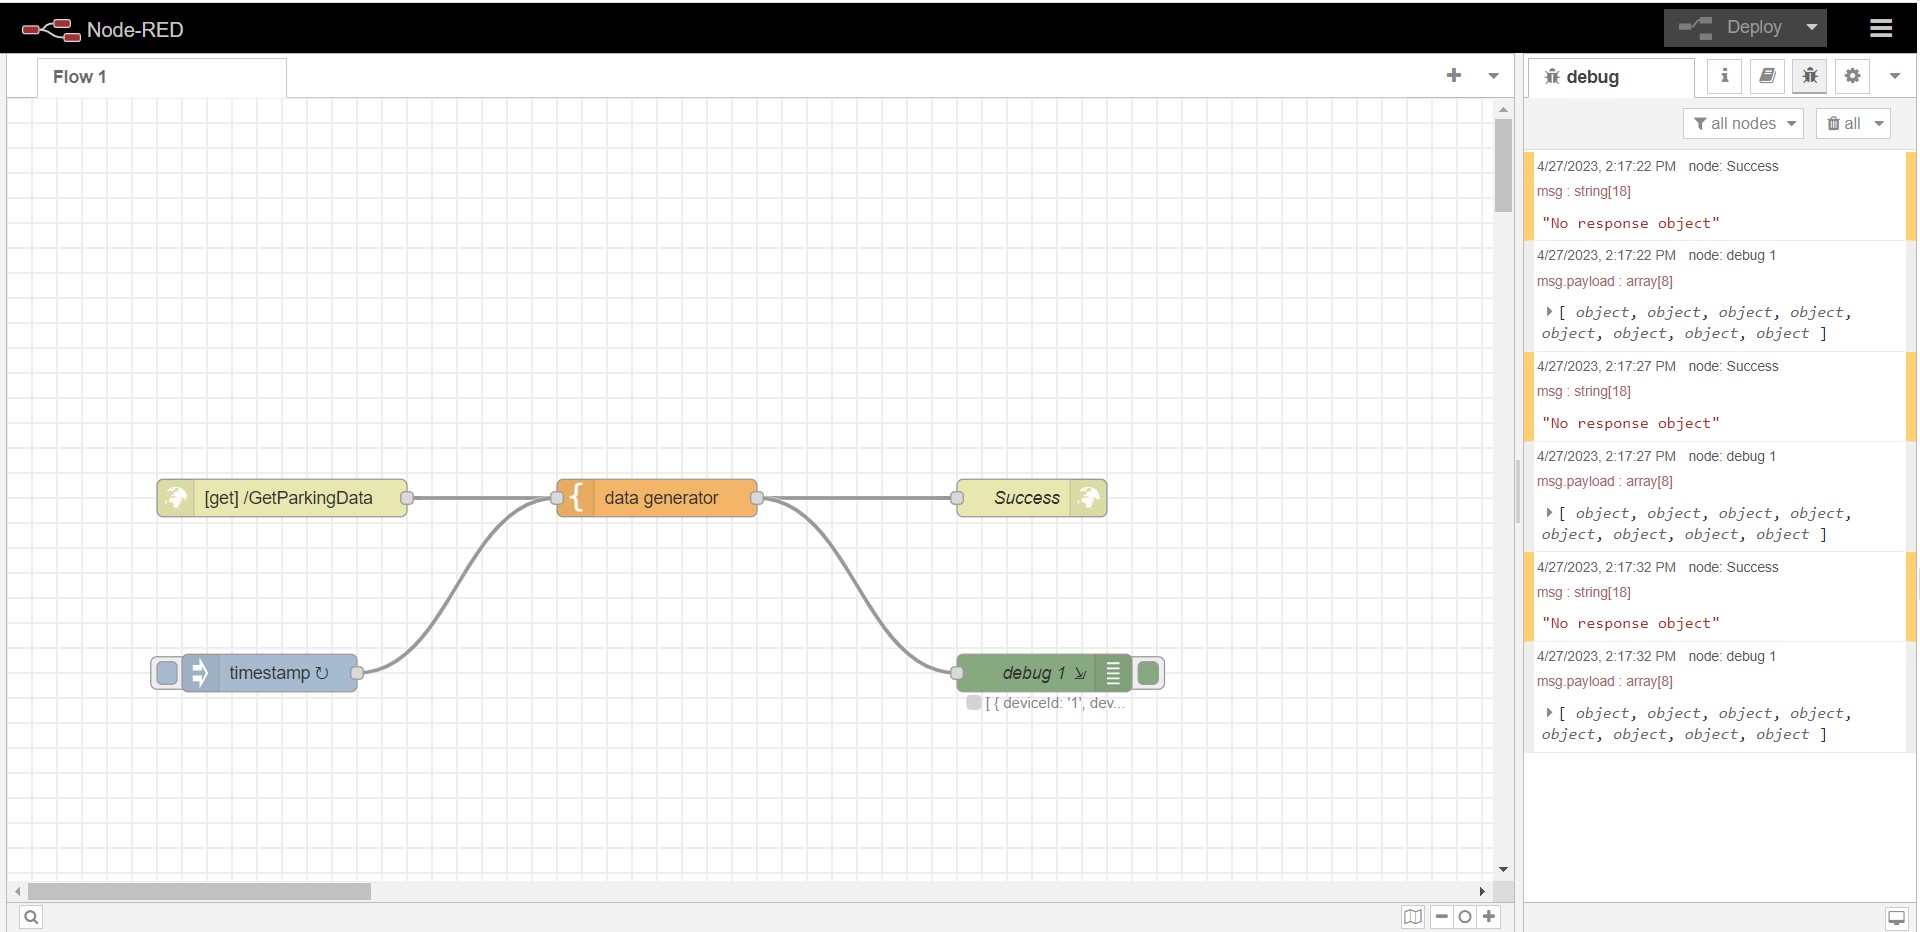 Node-RED
Deploy
Flow 1
debug
i
all nodes
all
4/27/2023, 2:17:22 PM node: Success
msg : string[18]
"No response object"
4/27/2023, 2:17:22 PM node: debug 1
msg.payload : array[8]
[ object, object, object, object,
object, object, object, object ]
4/27/2023, 2:17:27 PM node: Success
msg : string[18]
"No response object"
4/27/2023, 2:17:27 PM node: debug 1
msg.payload : array[8]
[ object, object, object, object,
object, object, object, object ]
4/27/2023, 2:17:32 PM node: Success
msg : string[18]
"No response object"
4/27/2023, 2:17:32 PM node: debug 1
msg.payload : array[8]
[ object, object, object, object,
object, object, object, object ]
[get] /GetParkingData
data generator
Success
timestamp ↻
debug 1
[ { deviceId: '1', dev...